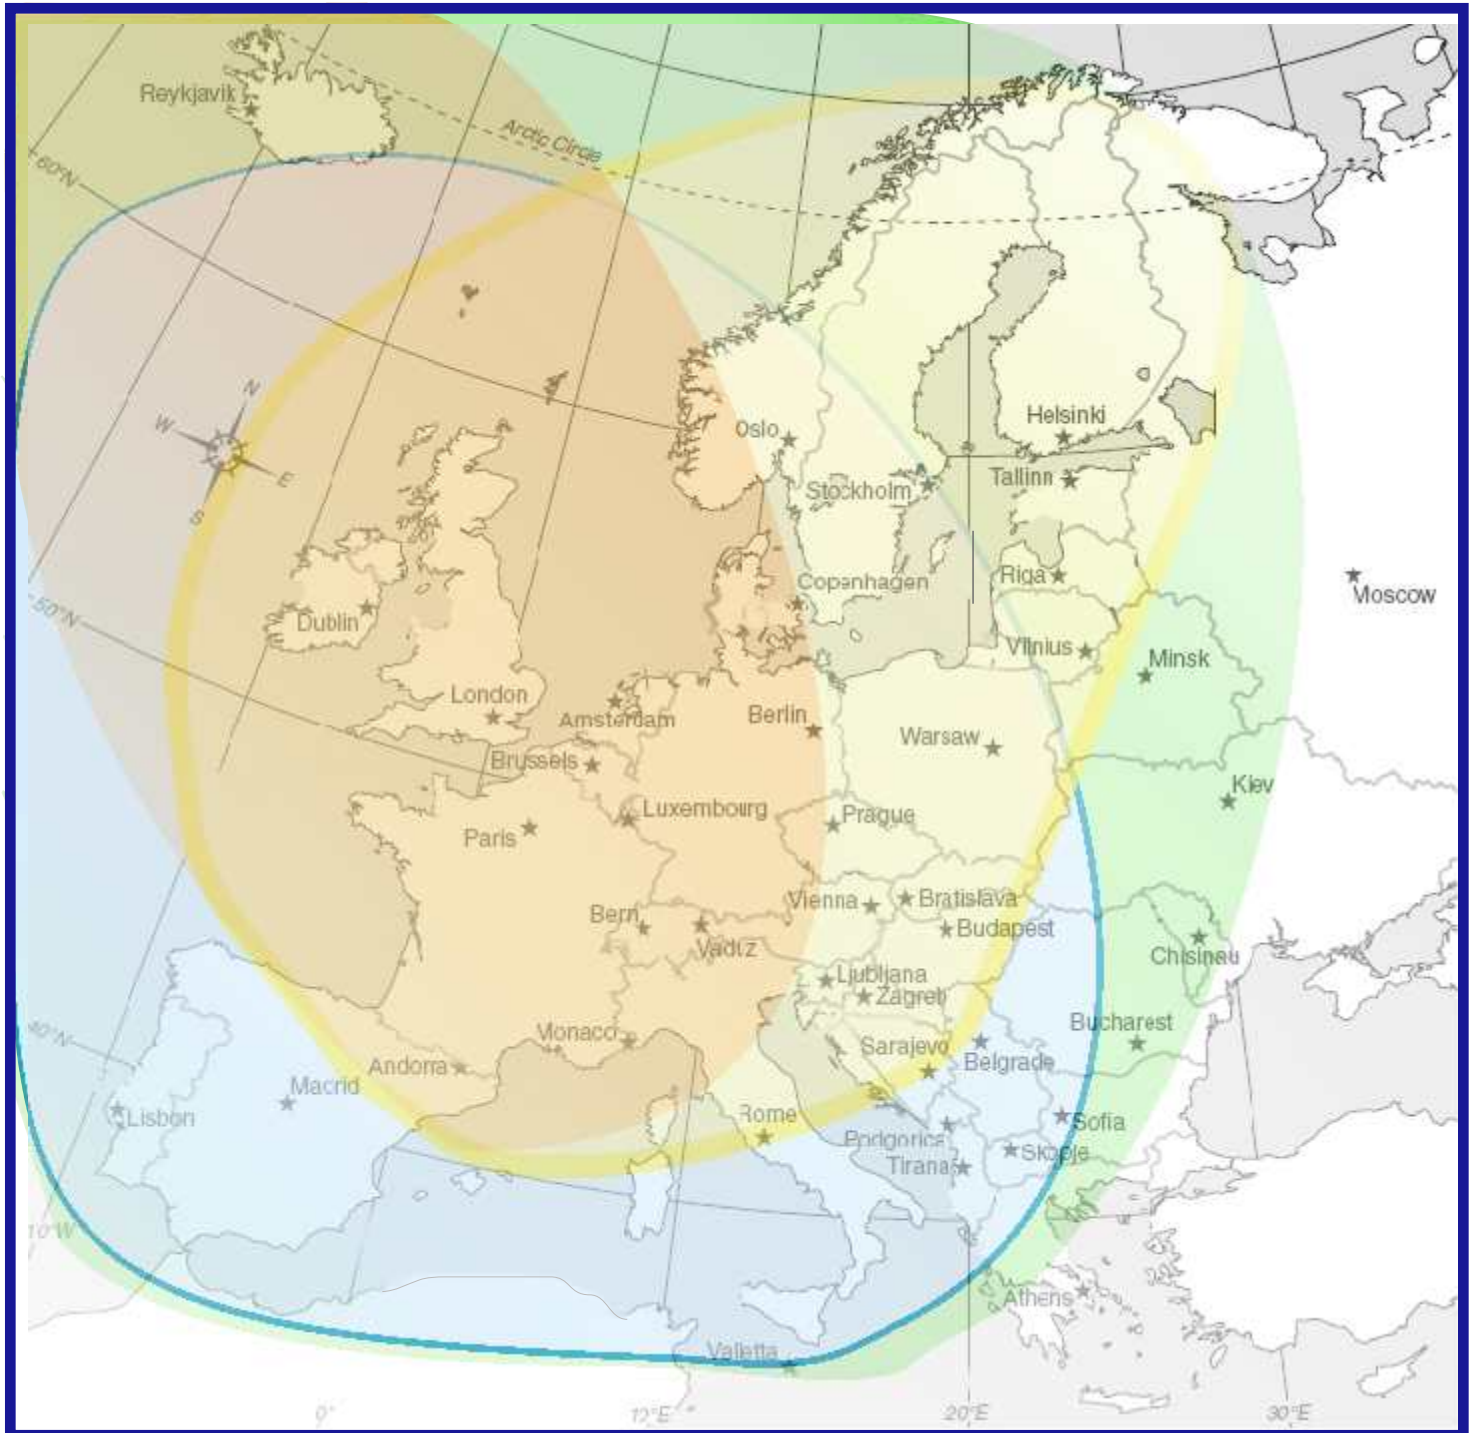 Reykjavik
Arctic Circle
60°N
N
W
E
S
Oslo
Helsinki
Stockholm
Tallinn
Riga
Copenhagen
Moscow
50°N
Dublin
Vilnius
Minsk
London
Amsterdam
Berlin
Warsaw
Brussels
Kiev
Luxembourg
Paris
Prague
Vienna
Bratislava
Bern
Budapest
Vaduz
Chisinau
Ljubljana
Zagreb
40°N
Monaco
Sarajevo
Bucharest
Andorra
Belgrade
Madrid
Lisbon
Rome
Sofia
Podgorica
Skopje
Tirana
10°W
Athens
Valletta
0°
10°E
20°E
30°E